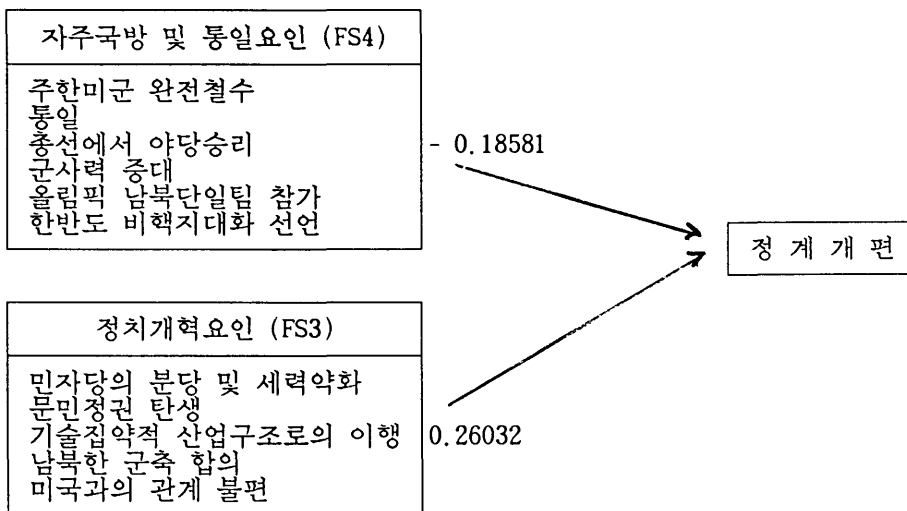 자주국방 및 통일요인 (FS4)
주한미군 완전철수
통일
총선에서 야당승리
군사력 증대
올림픽 남북단일팀 참가
한반도 비핵지대화 선언
- 0.18581
정 계 개 편
정치개혁요인 (FS3)
민자당의 분당 및 세력약화
문민정권 탄생
기술집약적 산업구조로의 이행
0.26032
남북한 군축 합의
미국과의 관계 불편